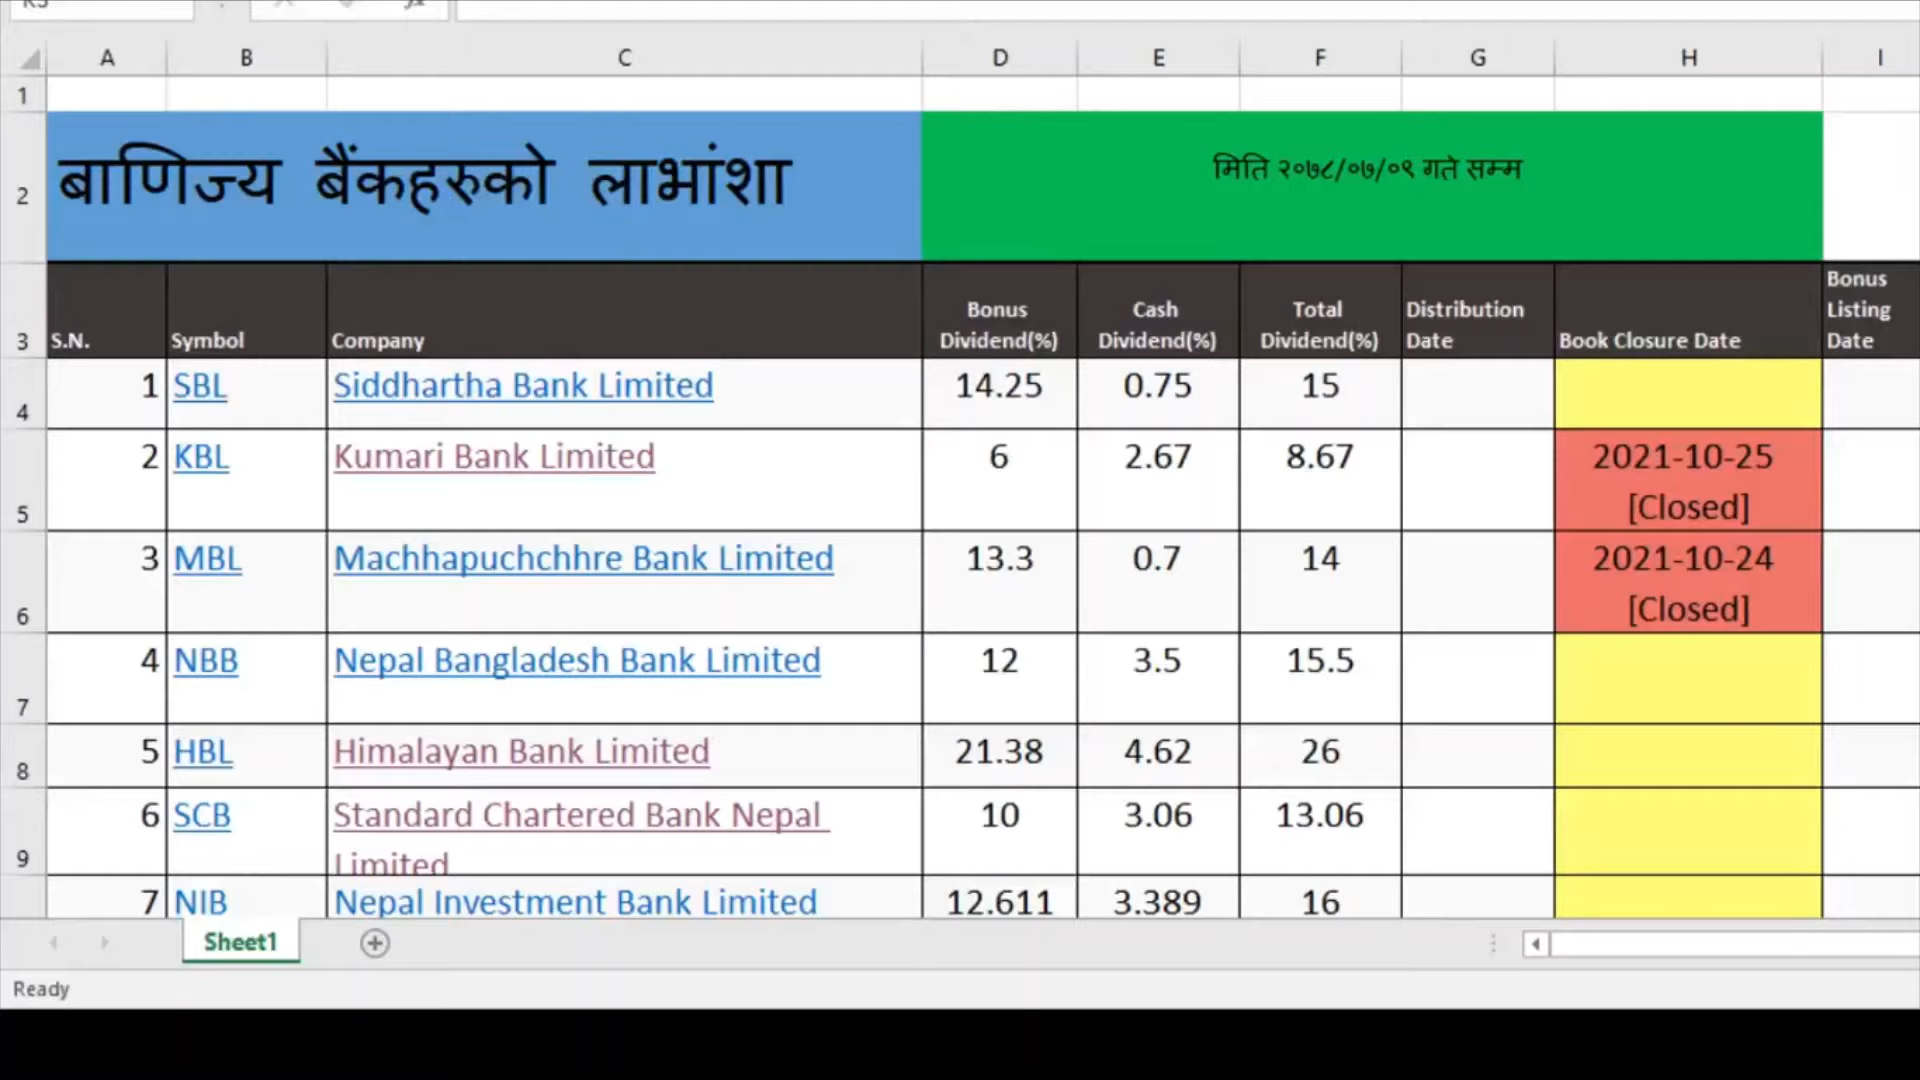 A B C D E F G H I
1
2 बाणिज्य बैंकहरुको लाभांशा मिति २०७८/०७/०९ गते सम्म
3 S.N. Symbol Company Bonus Dividend(%) Cash Dividend(%) Total Dividend(%) Distribution Date Book Closure Date Bonus Listing Date
4 1 SBL Siddhartha Bank Limited 14.25 0.75 15
5 2 KBL Kumari Bank Limited 6 2.67 8.67 2021-10-25 [Closed]
6 3 MBL Machhapuchchhre Bank Limited 13.3 0.7 14 2021-10-24 [Closed]
7 4 NBB Nepal Bangladesh Bank Limited 12 3.5 15.5
8 5 HBL Himalayan Bank Limited 21.38 4.62 26
9 6 SCB Standard Chartered Bank Nepal Limited 10 3.06 13.06
7 NIB Nepal Investment Bank Limited 12.611 3.389 16
Sheet1
Ready